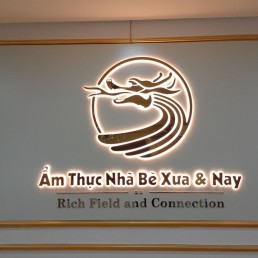 Ẩm Thực Nhà Bè Xưa & Nay
Rich Field and Connection